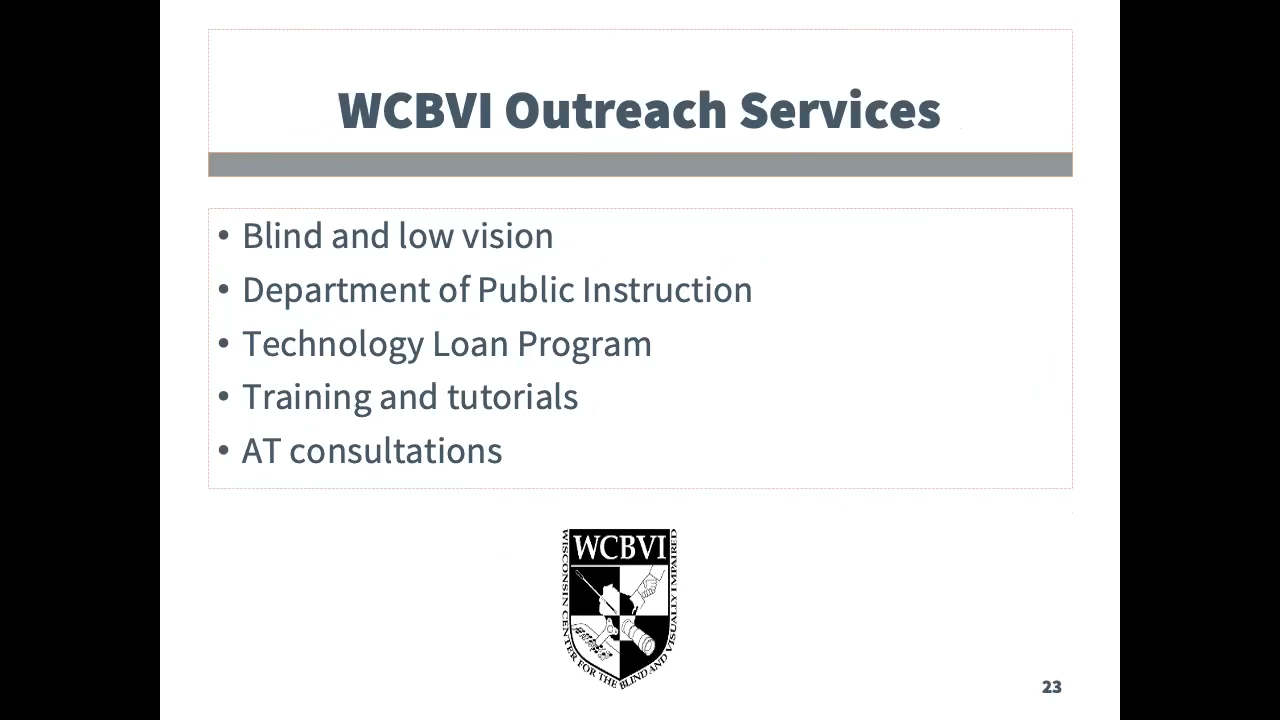 WCBVI Outreach Services
• Blind and low vision
• Department of Public Instruction
• Technology Loan Program
• Training and tutorials
• AT consultations
WCBVI
WISCONSIN CENTER FOR THE BLIND AND VISUALLY IMPAIRED
23